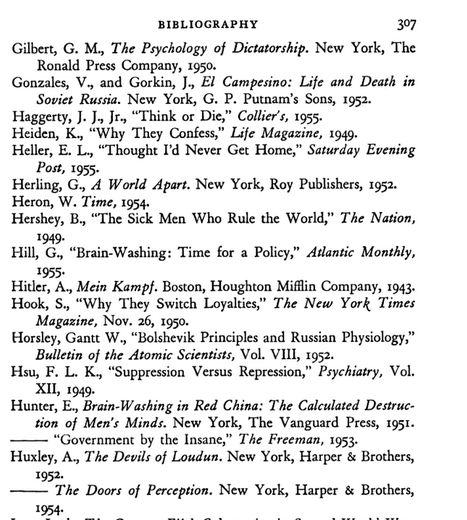 BIBLIOGRAPHY 307
Gilbert, G. M., The Psychology of Dictatorship. New York, The
Ronald Press Company, 1950.
Gonzales, V., and Gorkin, J., El Campesino: Life and Death in
Soviet Russia. New York, G. P. Putnam's Sons, 1952.
Haggerty, J. J., Jr., "Think or Die," Collier's, 1955.
Heiden, K., "Why They Confess," Life Magazine, 1949.
Heller, E. L., "Thought I'd Never Get Home," Saturday Evening
Post, 1955.
Herling, G., A World Apart. New York, Roy Publishers, 1952.
Heron, W. Time, 1954.
Hershey, B., "The Sick Men Who Rule the World," The Nation,
1949.
Hill, G., "Brain-Washing: Time for a Policy," Atlantic Monthly,
1955.
Hitler, A., Mein Kampf. Boston, Houghton Mifflin Company, 1943.
Hook, S., "Why They Switch Loyalties," The New York Times
Magazine, Nov. 26, 1950.
Horsley, Gantt W., "Bolshevik Principles and Russian Physiology,"
Bulletin of the Atomic Scientists, Vol. VIII, 1952.
Hsu, F. L. K., "Suppression Versus Repression," Psychiatry, Vol.
XII, 1949.
Hunter, E., Brain-Washing in Red China: The Calculated Destruc-
tion of Men's Minds. New York, The Vanguard Press, 1951.
—— "Government by the Insane," The Freeman, 1953.
Huxley, A., The Devils of Loudun. New York, Harper & Brothers,
1952.
—— The Doors of Perception. New York, Harper & Brothers,
1954.